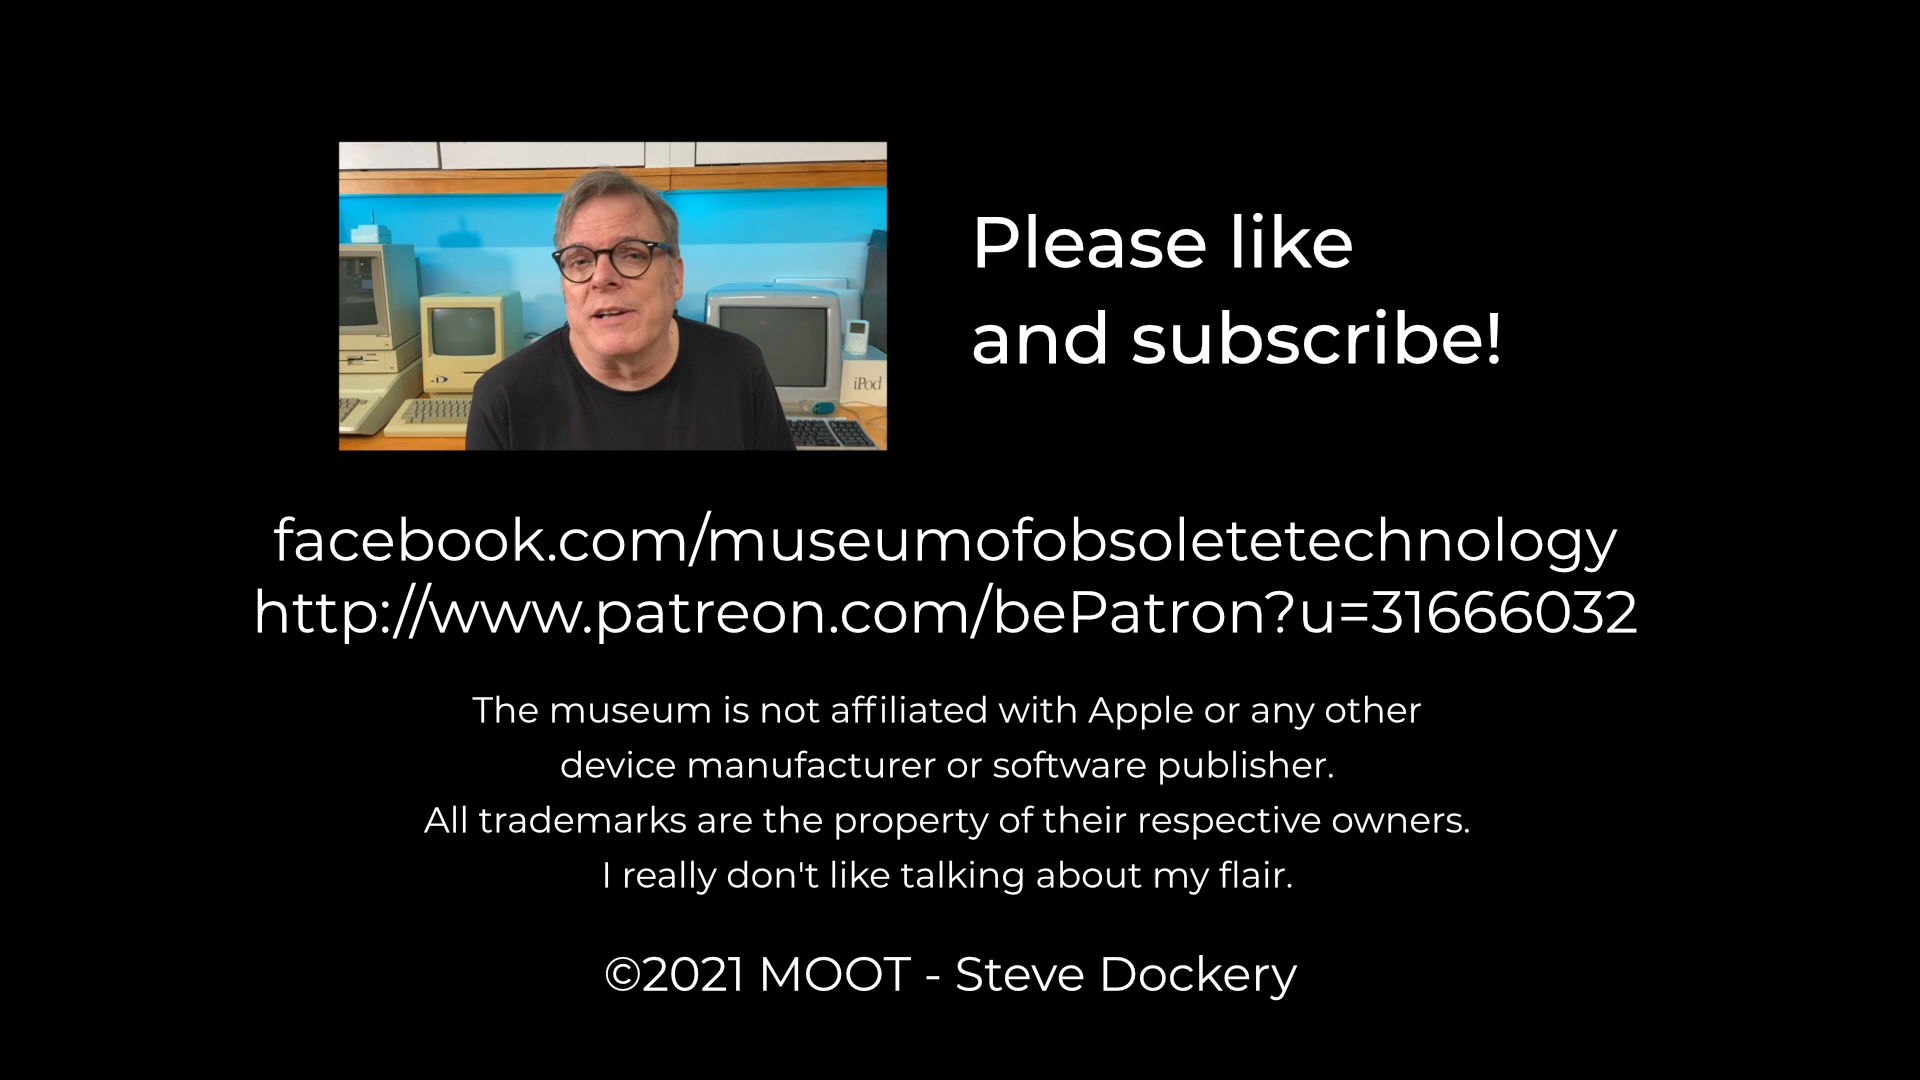 Please like
and subscribe!
iPod
facebook.com/museumofobsoletetechnology
http://www.patreon.com/bePatron?u=31666032
The museum is not affiliated with Apple or any other
device manufacturer or software publisher.
All trademarks are the property of their respective owners.
I really don't like talking about my flair.
©2021 MOOT - Steve Dockery